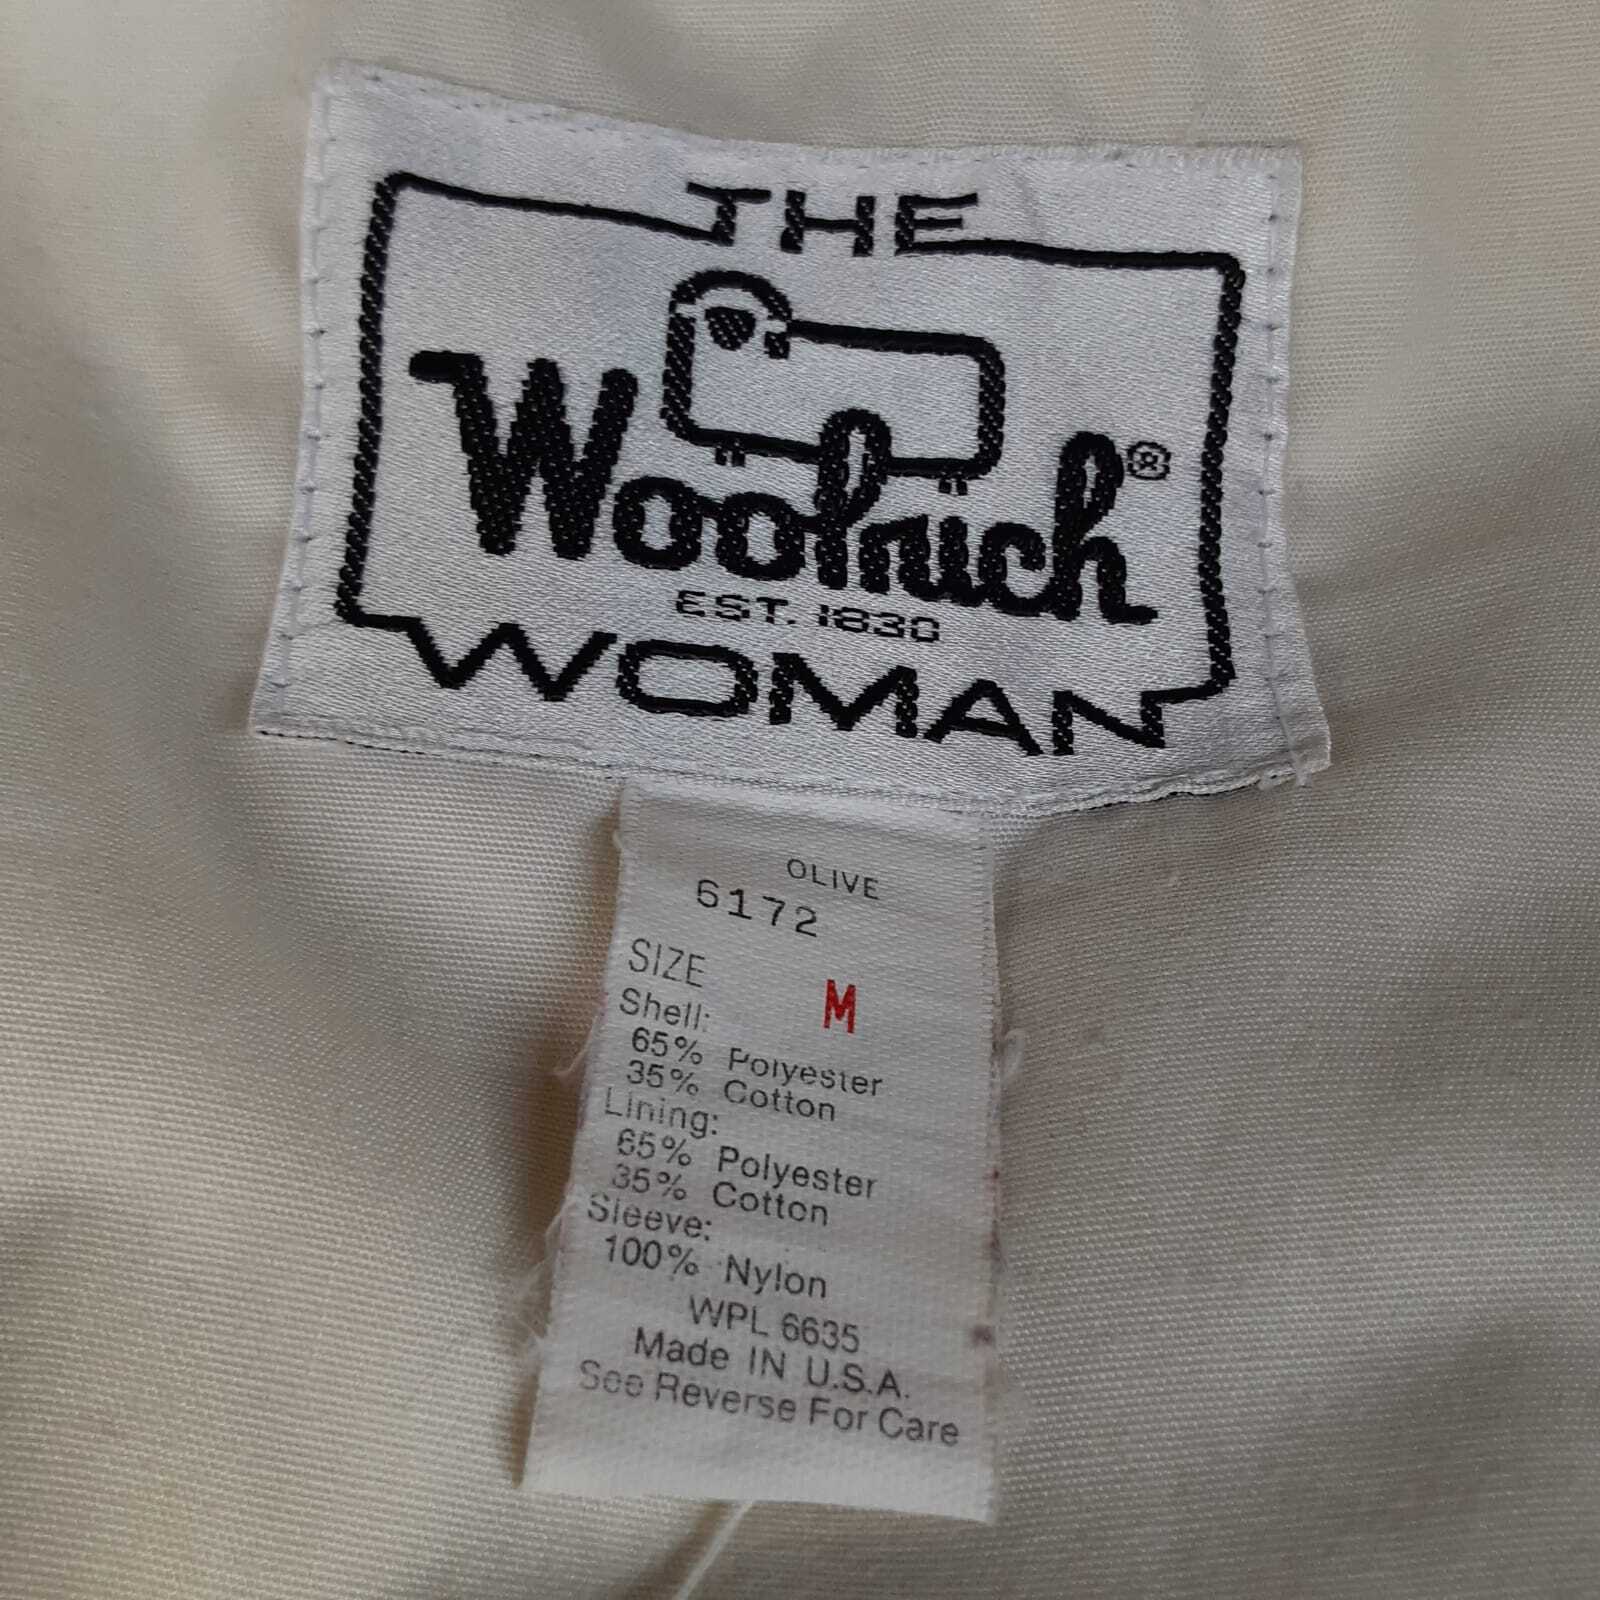 THE
Woolrich®
EST. 1830
WOMAN
OLIVE
6172
SIZE M
Shell:
65% Polyester
35% Cotton
Lining:
65% Polyester
35% Cotton
Sleeve:
100% Nylon
WPL 6635
Made IN U.S.A.
See Reverse For Care